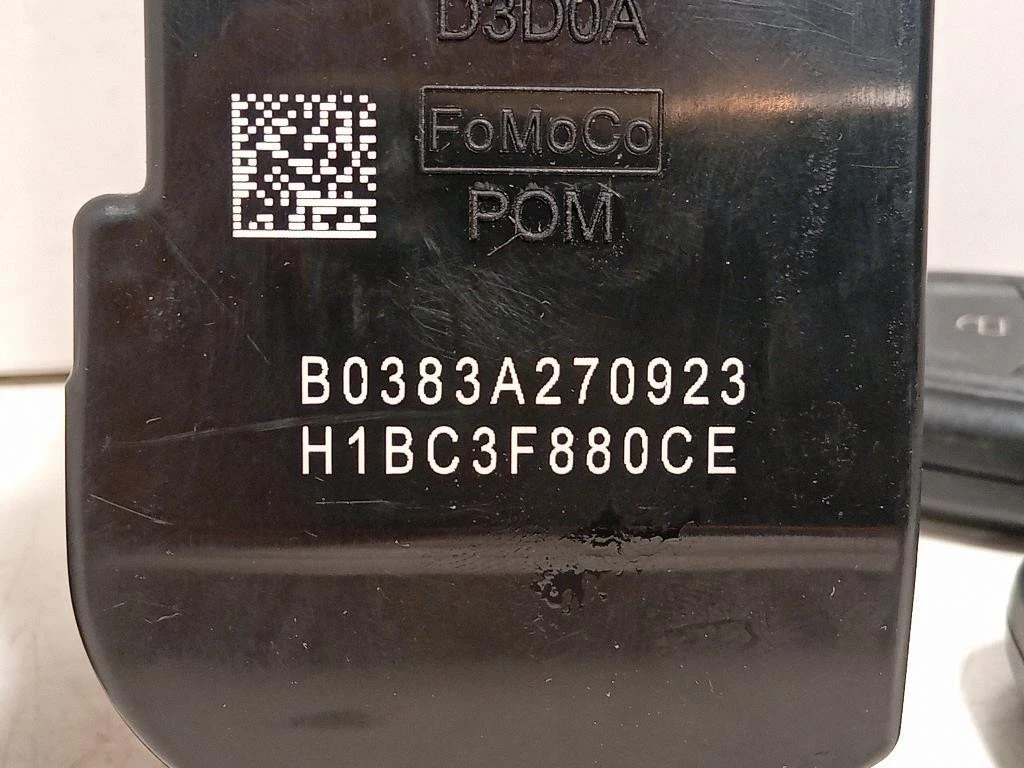 D3D0A
FoMoCo
POM
B0383A270923
H1BC3F880CE